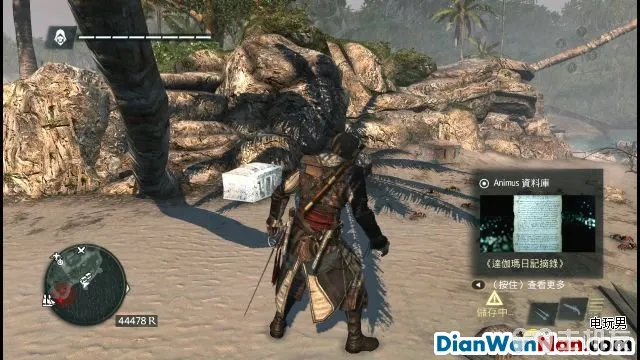 Animus 資料庫
《達伽瑪日記摘錄》
(按住) 查看更多
儲存中...
44478 R
电玩男
DianWanNan.com